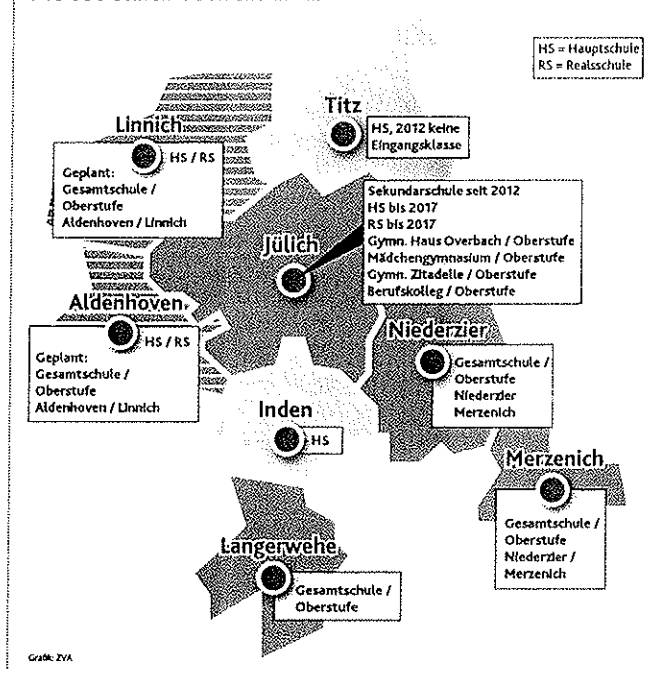 HS = Hauptschule
RS = Realsschule
Titz
HS, 2012 keine
Eingangsklasse
Linnich
HS / RS
Geplant:
Gesamtschule /
Oberstufe
Aldenhoven / Linnich
Sekundarschule seit 2012
HS bis 2017
RS bis 2017
Gymn. Haus Overbach / Oberstufe
Mädchengymnasium / Oberstufe
Gymn. Zitadelle / Oberstufe
Berufskolleg / Oberstufe
Jülich
Aldenhoven
HS / RS
Geplant:
Gesamtschule /
Oberstufe
Aldenhoven / Linnich
Niederzier
Gesamtschule /
Oberstufe
Niederzier
Merzenich
Inden
HS
Merzenich
Gesamtschule /
Oberstufe
Niederzier /
Merzenich
Langerwehe
Gesamtschule /
Oberstufe
Grafik: ZVA